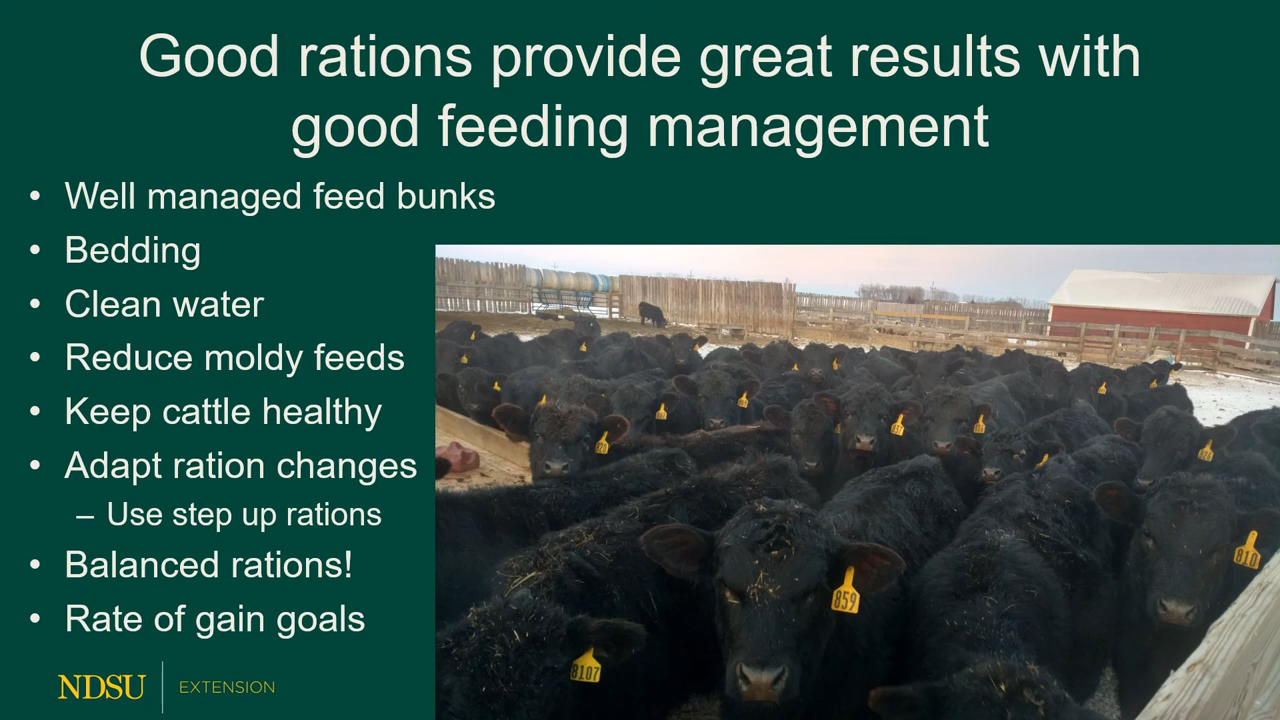 Good rations provide great results with
good feeding management
• Well managed feed bunks
• Bedding
• Clean water
• Reduce moldy feeds
• Keep cattle healthy
• Adapt ration changes
– Use step up rations
• Balanced rations!
• Rate of gain goals
NDSU EXTENSION
859
810
8107